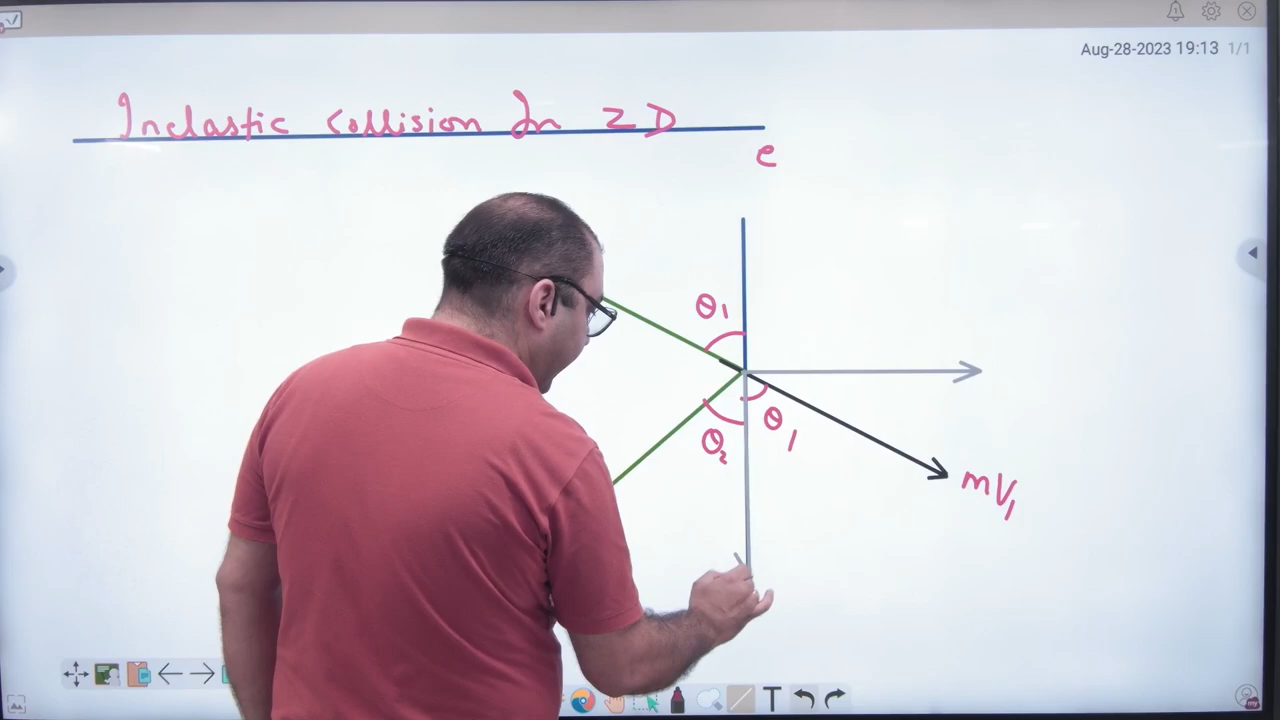 Aug-28-2023 19:13 1/1
Inelastic Collision In 2D
e
θ1
θ1
θ2
mV1
T